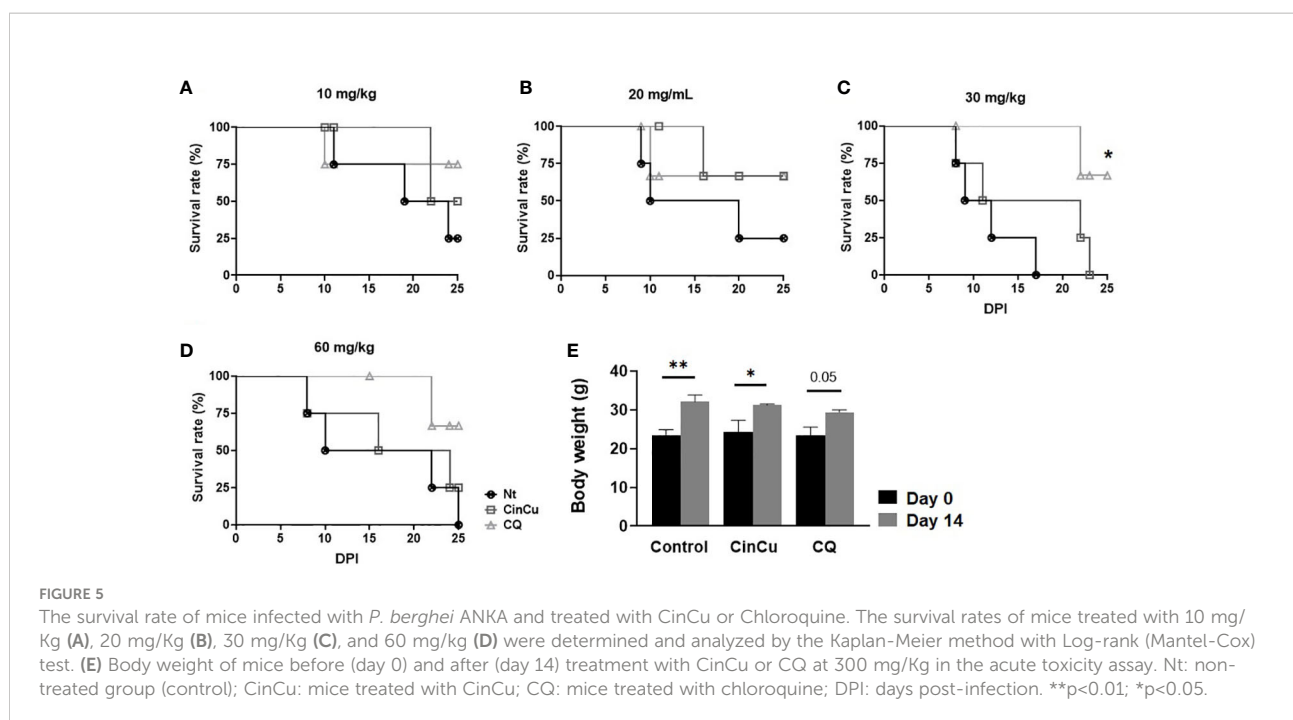 A
10 mg/kg
Survival rate (%)
100
75
50
25
0
0 5 10 15 20 25
B
20 mg/mL
Survival rate (%)
100
75
50
25
0
0 5 10 15 20 25
C
30 mg/kg
Survival rate (%)
100
75
50
25
0
*
0 5 10 15 20 25
DPI
D
60 mg/kg
Survival rate (%)
100
75
50
25
0
0 5 10 15 20 25
DPI
Nt
CinCu
CQ
E
Body weight (g)
40
30
20
10
0
** * 0.05
Control CinCu CQ
Day 0
Day 14
FIGURE 5
The survival rate of mice infected with P. berghei ANKA and treated with CinCu or Chloroquine. The survival rates of mice treated with 10 mg/
Kg (A), 20 mg/Kg (B), 30 mg/Kg (C), and 60 mg/kg (D) were determined and analyzed by the Kaplan-Meier method with Log-rank (Mantel-Cox)
test. (E) Body weight of mice before (day 0) and after (day 14) treatment with CinCu or CQ at 300 mg/Kg in the acute toxicity assay. Nt: non-
treated group (control); CinCu: mice treated with CinCu; CQ: mice treated with chloroquine; DPI: days post-infection. **p<0.01; *p<0.05.